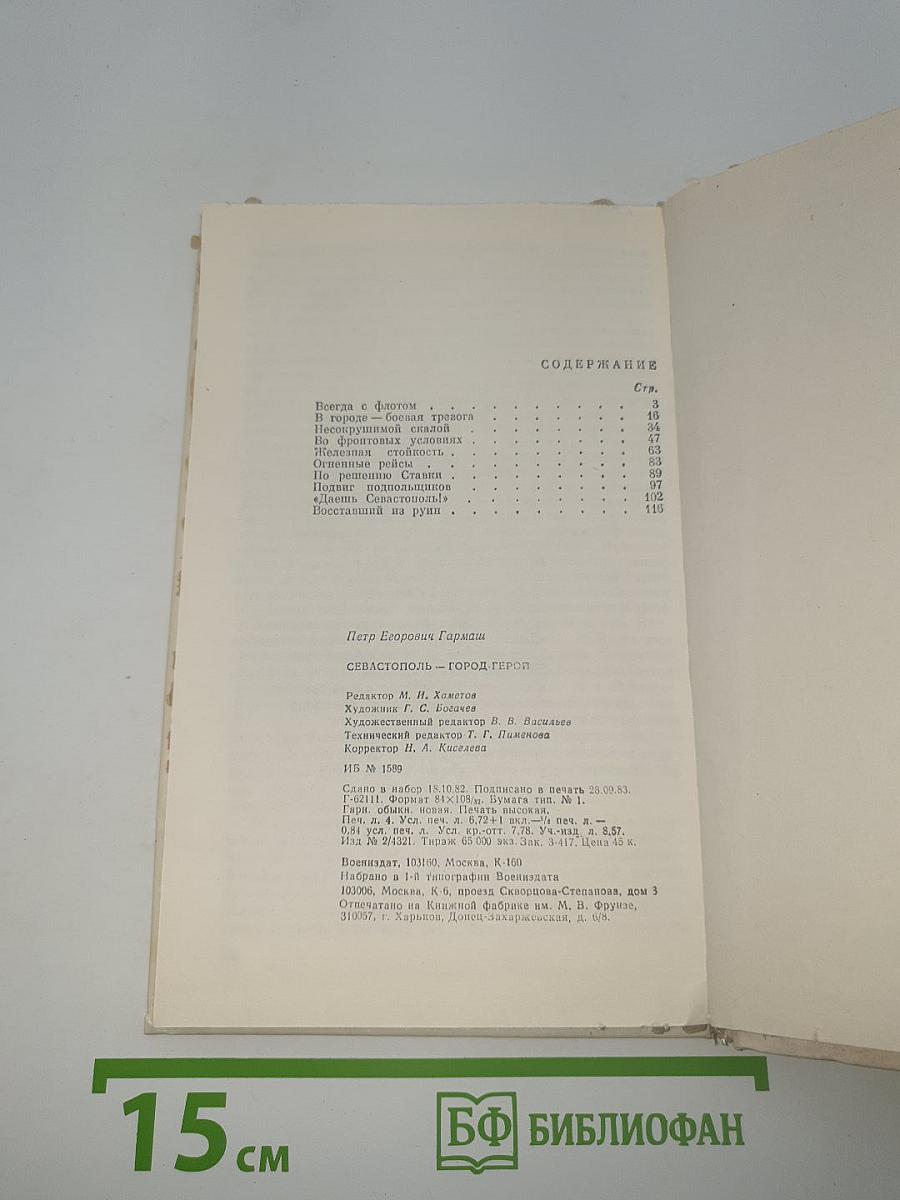 СОДЕРЖАНИЕ
Стр.
Всегда с флотом . . . . . . . . . 3
В городе — боевая тревога . . . . . . 16
Несокрушимой скалой . . . . . . . 34
Во фронтовых условиях . . . . . . . 47
Железная стойкость . . . . . . . . 63
Огненные рейсы . . . . . . . . . 83
По решению Ставки . . . . . . . . 89
Подвиг подпольщиков . . . . . . . 97
«Даешь Севастополь!» . . . . . . . 102
Восставший из руин . . . . . . . . 116
Петр Егорович Гармаш
СЕВАСТОПОЛЬ — ГОРОД-ГЕРОЙ
Редактор М. И. Хаметов
Художник Г. С. Богачев
Художественный редактор В. В. Васильев
Технический редактор Т. Г. Пименова
Корректор Н. А. Киселева
ИБ № 1589
Сдано в набор 18.10.82. Подписано в печать 28.09.83.
Г-62111. Формат 84×108/32. Бумага тип. № 1.
Гарн. обыкн. новая. Печать высокая.
Печ. л. 4. Усл. печ. л. 6,72+1 вкл.—1/2 печ. л. —
0,84 усл. печ. л. Усл. кр.-отт. 7,78. Уч.-изд. л. 8,57.
Изд № 2/4321. Тираж 65 000 экз. Зак. 3-417. Цена 45 к.
Воениздат, 103160, Москва, К-160
Набрано в 1-й типографии Воениздата
103006, Москва, К-6, проезд Скворцова-Степанова, дом 3
Отпечатано на Книжной фабрике им. М. В. Фрунзе,
310057, г. Харьков, Донец-Захаржевская, д. 6/8.
15 см
БФ БИБЛИОФАН